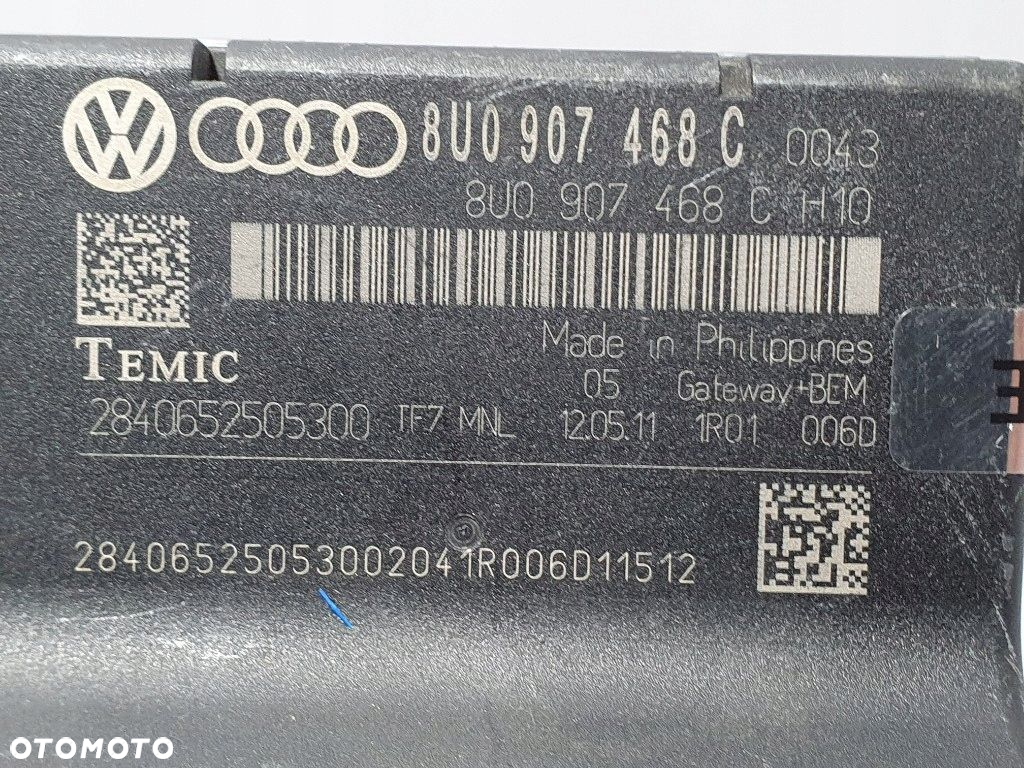 8U0 907 468 C 0043
8U0 907 468 C H10
TEMIC
Made in Philippines
05 Gateway+BEM
2840652505300 TF7 MNL 12.05.11 1R01 006D
28406525053002041R006D11512
OTOMOTO